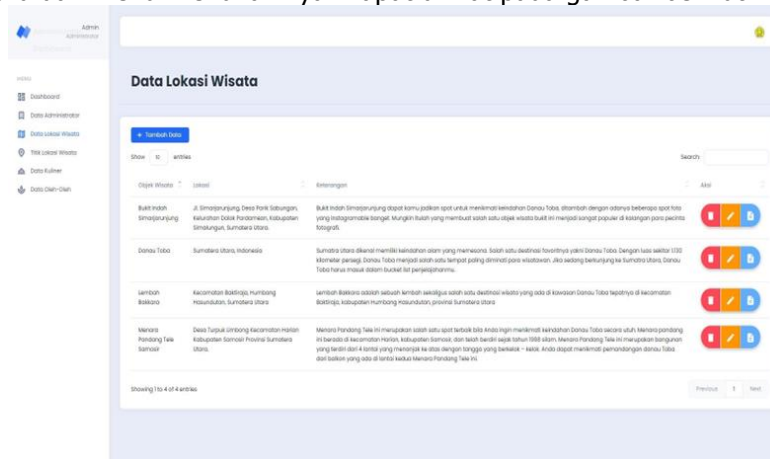 Admin
Administrator
MENU
Dashboard
Data Administrator
Data Lokasi Wisata
Titik Lokasi Wisata
Data Kuliner
Data Oleh-Oleh
Data Lokasi Wisata
+ Tambah Data
Show 10 entries
Search:
Objek Wisata Lokasi Keterangan Aksi
Bukit Indah Simarjarunjung
Jl. Simarjarunjung, Desa Parik Sabungan,
Kelurahan Dolok Pardamean, Kabupaten
Simalungun, Sumatera Utara.
Bukit Indah Simarjarunjung dapat kamu jadikan spot untuk menikmati keindahan Danau Toba, ditambah dengan adanya beberapa spot foto
yang instagramable banget. Mungkin itulah yang membuat salah satu objek wisata bukit ini menjadi sangat populer di kalangan para pecinta
fotografi.
Danau Toba
Sumatera Utara, Indonesia
Sumatra Utara dikenal memiliki keindahan alam yang memesona. Salah satu destinasi favoritnya yakni Danau Toba. Dengan luas sekitar 1.130
kilometer persegi, Danau Toba menjadi salah satu tempat paling diminati para wisatawan. Jika sedang berkunjung ke Sumatra Utara, Danau
Toba harus masuk dalam bucket list penjelajahanmu.
Lembah Bakkara
Kecamatan Baktiraja, Humbang
Hasundutan, Sumatera Utara
Lembah Bakkara adalah sebuah lembah sekaligus salah satu destinasi wisata yang ada di kawasan Danau Toba tepatnya di kecamatan
Baktiraja, kabupaten Humbang Hasundutan, provinsi Sumatera Utara
Menara Pandang Tele Samosir
Desa Turpuk Limbong Kecamatan Harian
Kabupaten Samosir Provinsi Sumatera
Utara.
Menara Pandang Tele ini merupakan salah satu spot terbaik bila Anda ingin menikmati keindahan Danau Toba secara utuh. Menara pandang
ini berada di kecamatan Harian, kabupaten Samosir, dan telah berdiri sejak tahun 1988 silam. Menara Pandang Tele ini merupakan bangunan
yang terdiri dari 4 lantai yang menanjak ke atas dengan tangga yang berkelok - kelok. Anda dapat menikmati pemandangan danau Toba
dari balkon yang ada di lantai kedua Menara Pandang Tele ini.
Showing 1 to 4 of 4 entries
Previous 1 Next